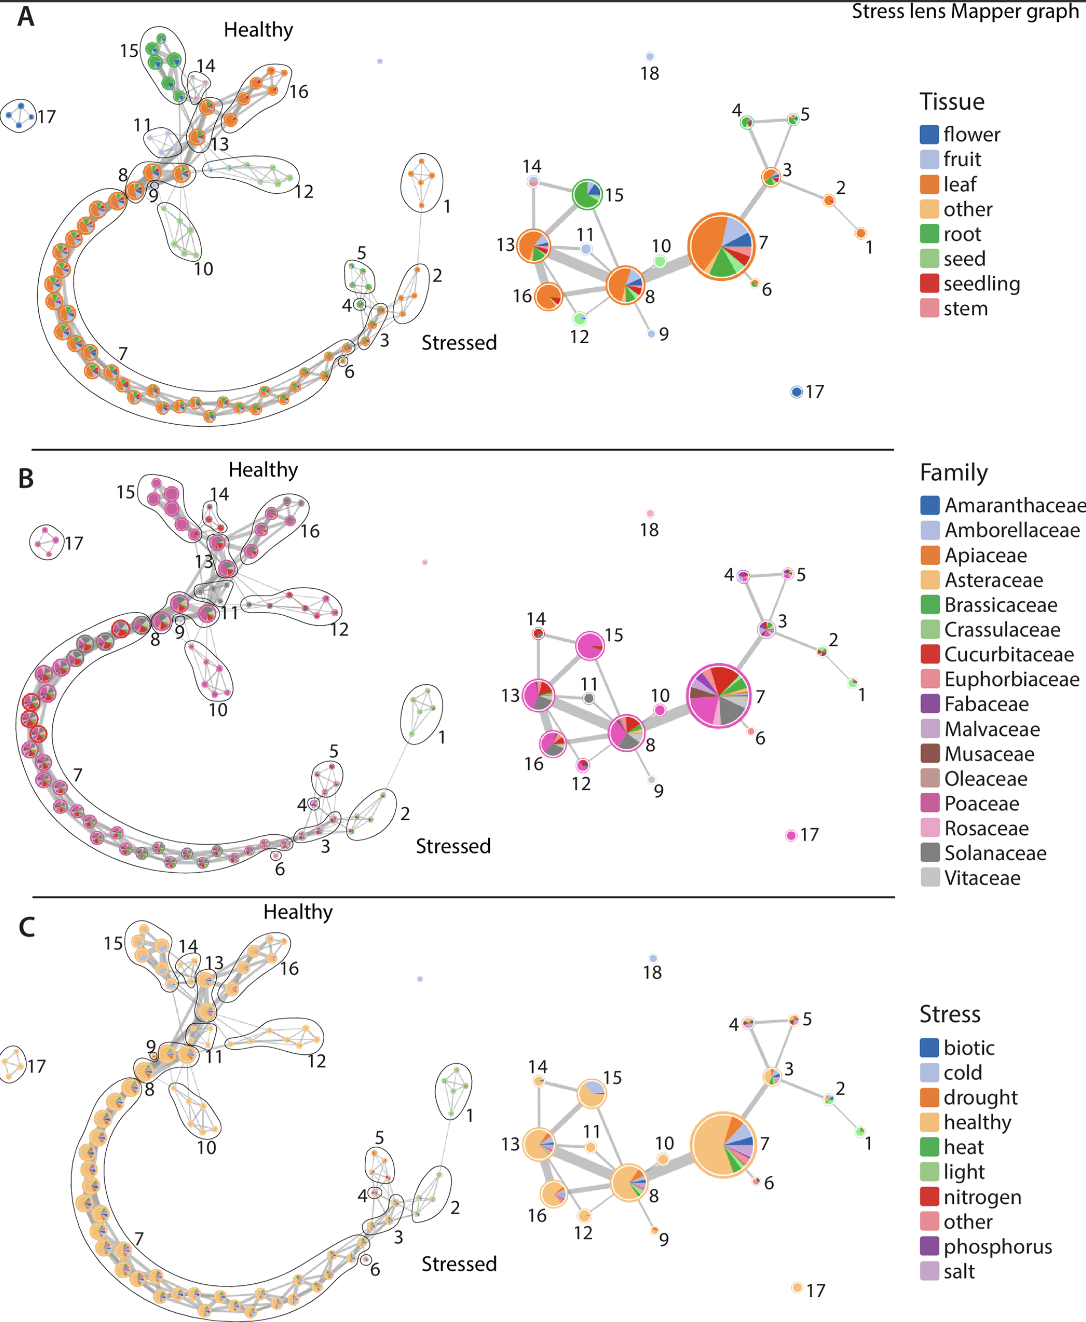 A
Stress lens Mapper graph
Healthy
15
14
16
17
11
13
8
9
12
10
1
5
2
4
3
7
6
Stressed
18
4
5
3
2
1
14
15
11
10
13
7
6
16
8
12
9
17
Tissue
flower
fruit
leaf
other
root
seed
seedling
stem
B
Healthy
15
14
16
17
13
11
8
9
12
10
1
5
7
4
2
3
6
Stressed
18
4
5
3
2
1
14
15
11
10
13
7
6
16
8
12
9
17
Family
Amaranthaceae
Amborellaceae
Apiaceae
Asteraceae
Brassicaceae
Crassulaceae
Cucurbitaceae
Euphorbiaceae
Fabaceae
Malvaceae
Musaceae
Oleaceae
Poaceae
Rosaceae
Solanaceae
Vitaceae
C
Healthy
15
14
13
16
17
9
11
12
8
10
1
5
4
2
3
7
6
Stressed
18
4
5
3
2
1
14
15
11
10
13
7
6
16
8
12
9
17
Stress
biotic
cold
drought
healthy
heat
light
nitrogen
other
phosphorus
salt